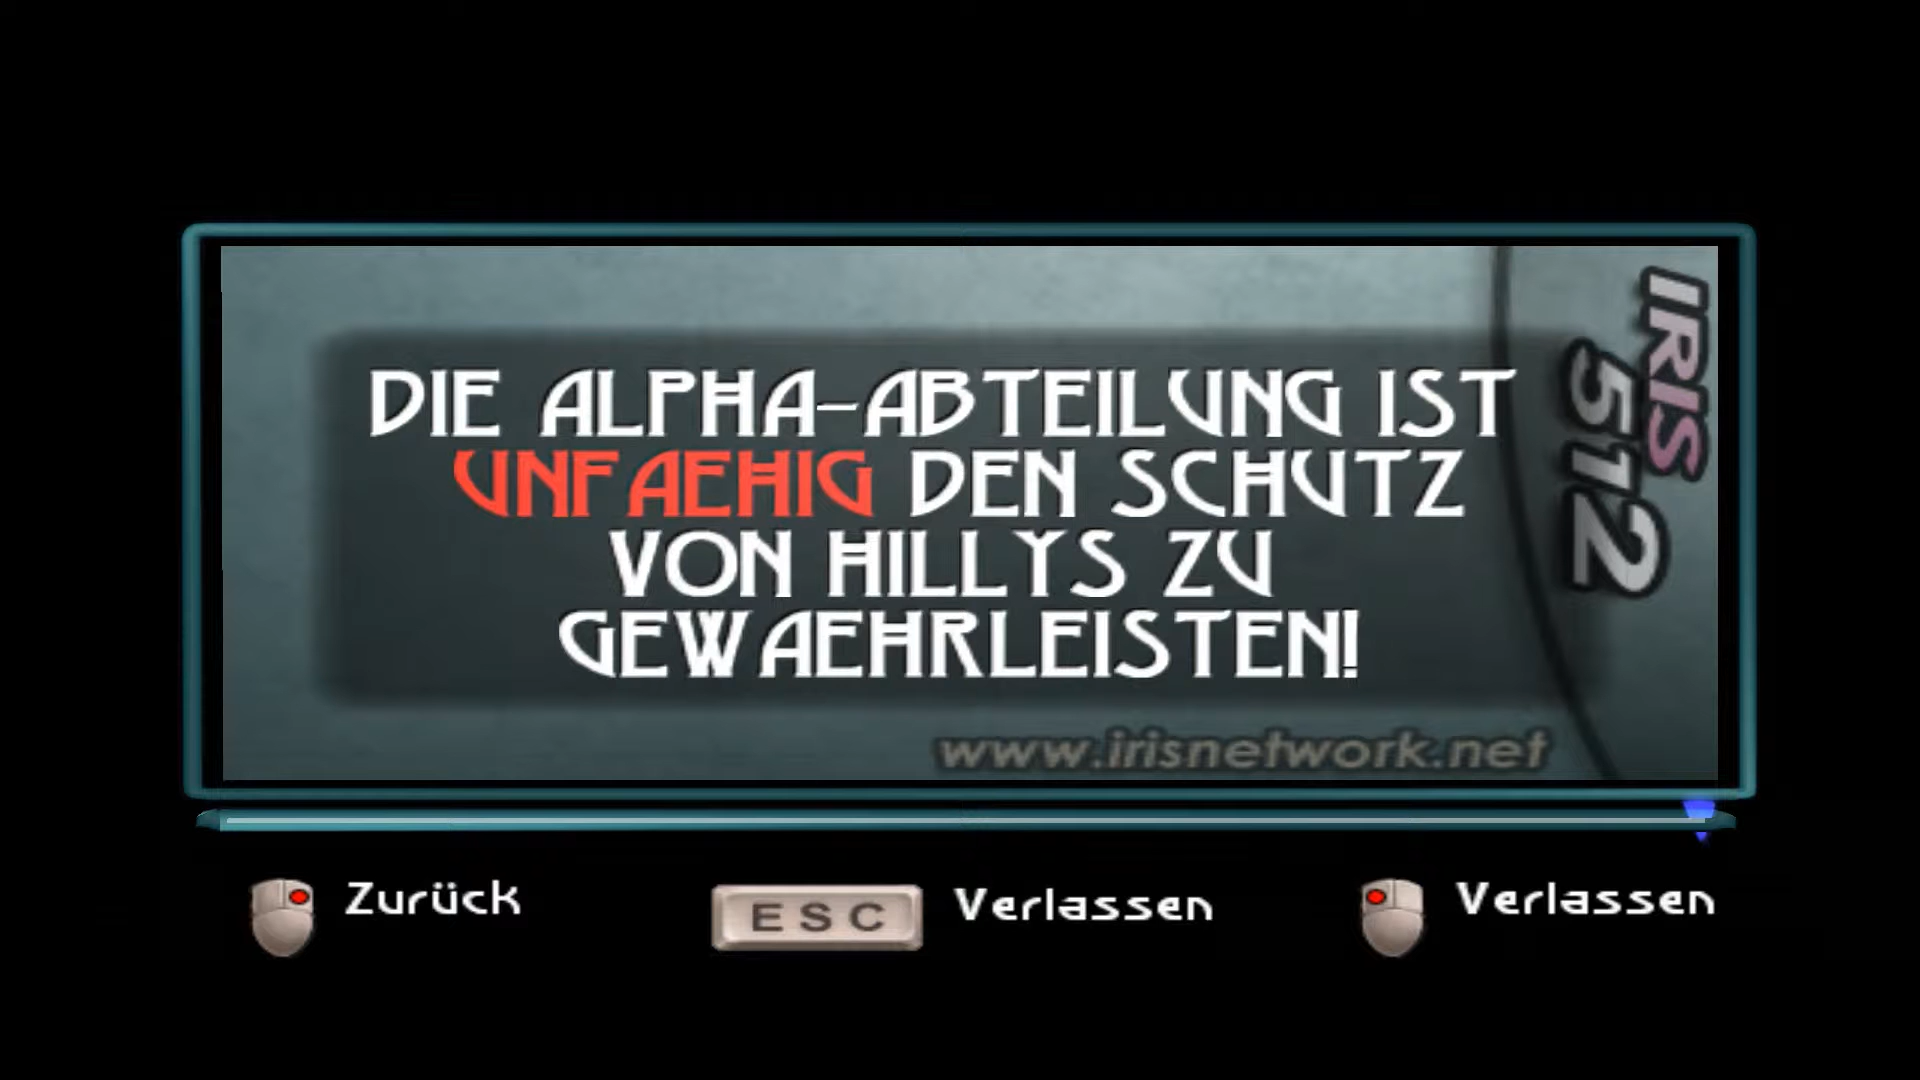 DIE ALPHA-ABTEILUNG IST
UNFAEHIG DEN SCHUTZ
VON HILLYS ZU
GEWAEHRLEISTEN!
IRIS
512
www.irisnetwork.net
Zurück
ESC
Verlassen
Verlassen